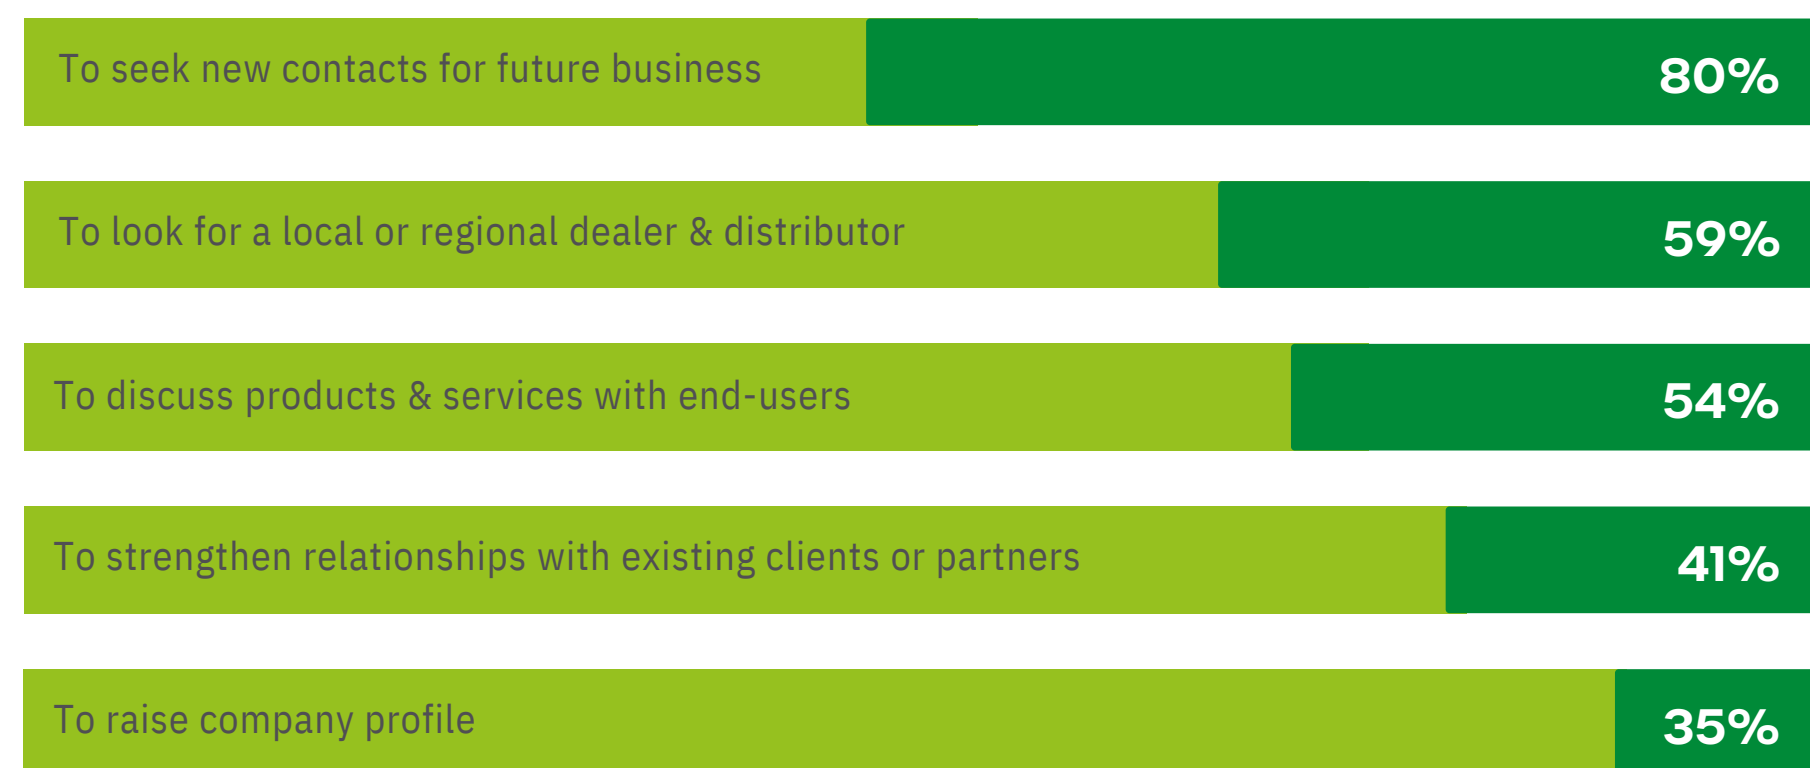 To seek new contacts for future business 80%
To look for a local or regional dealer & distributor 59%
To discuss products & services with end-users 54%
To strengthen relationships with existing clients or partners 41%
To raise company profile 35%